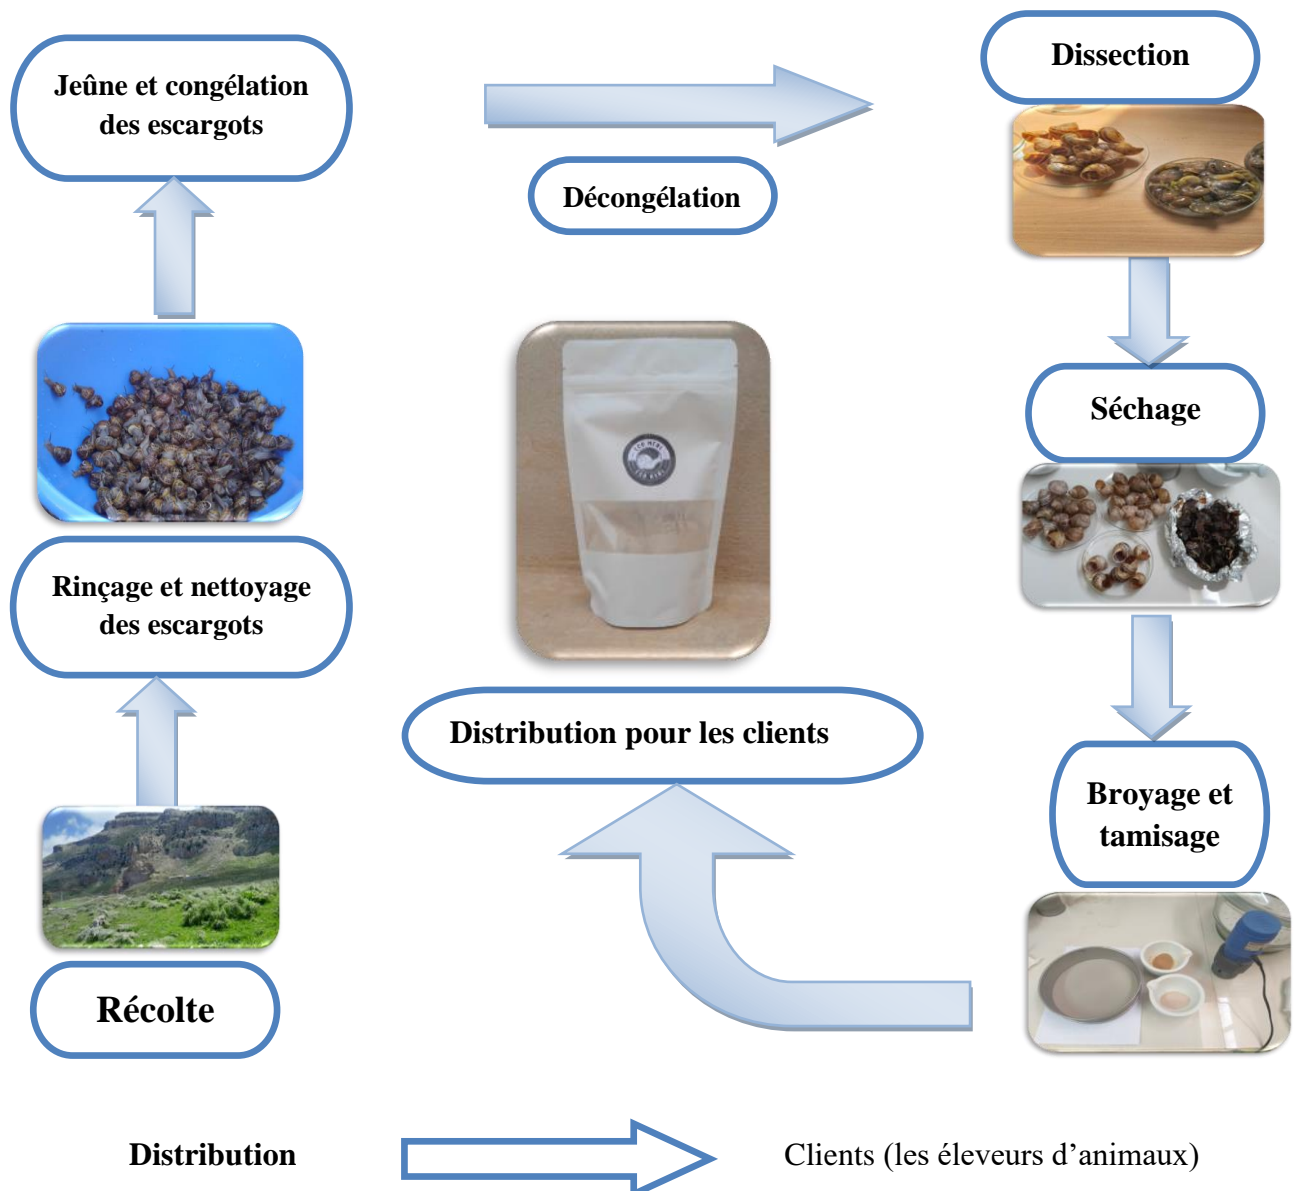 Jeûne et congélation
des escargots
Décongélation
Dissection
Séchage
Rinçage et nettoyage
des escargots
Distribution pour les clients
Broyage et
tamisage
Récolte
Distribution
Clients (les éleveurs d’animaux)